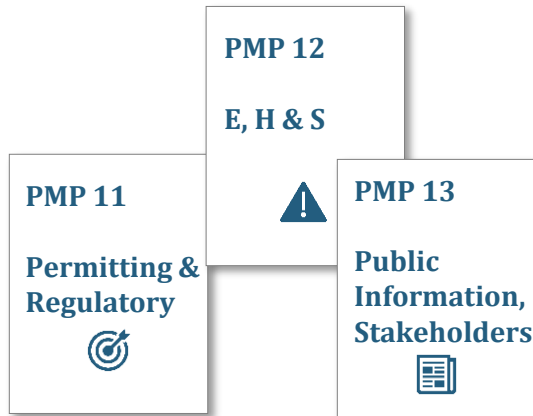 PMP 12
E, H & S
PMP 11
Permitting &
Regulatory
PMP 13
Public
Information,
Stakeholders